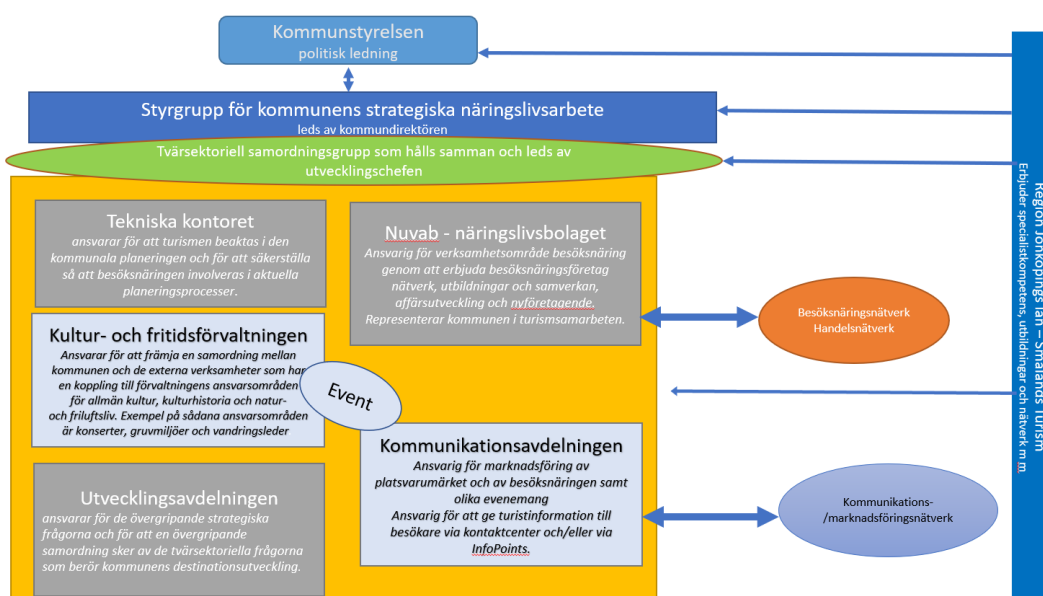 Kommunstyrelsen
politisk ledning
Styrgrupp för kommunens strategiska näringslivsarbete
leds av kommundirektören
Tvärsektoriell samordningsgrupp som hålls samman och leds av
utvecklingschefen
Tekniska kontoret
ansvarar för att turismen beaktas i den
kommunala planeringen och för att säkerställa
så att besöksnäringen involveras i aktuella
planeringsprocesser.
Nuvab - näringslivsbolaget
Ansvarig för verksamhetsområde besöksnäring
genom att erbjuda besöksnäringsföretag
nätverk, utbildningar och samverkan,
affärsutveckling och nyföretagende.
Representerar kommunen i turismsamarbeten.
Kultur- och fritidsförvaltningen
Ansvarar för att främja en samordning mellan
kommunen och de externa verksamheter som har
en koppling till förvaltningens ansvarsområden
för allmän kultur, kulturhistoria och natur-
och friluftsliv. Exempel på sådana ansvarsområden
är konserter, gruvmiljöer och vandringsleder
Event
Kommunikationsavdelningen
Ansvarig för marknadsföring av
platsvarumärket och av besöksnäringen samt
olika evenemang
Ansvarig för att ge turistinformation till
besökare via kontaktcenter och/eller via
InfoPoints.
Utvecklingsavdelningen
ansvarar för de övergripande strategiska
frågorna och för att en övergripande
samordning sker av de tvärsektoriella frågorna
som berör kommunens destinationsutveckling.
Besöksnäringsnätverk
Handelsnätverk
Kommunikations-
/marknadsföringsnätverk
Region Jönköpings län – Smålands Turism
Erbjuder specialistkompetens, utbildningar och nätverk m m